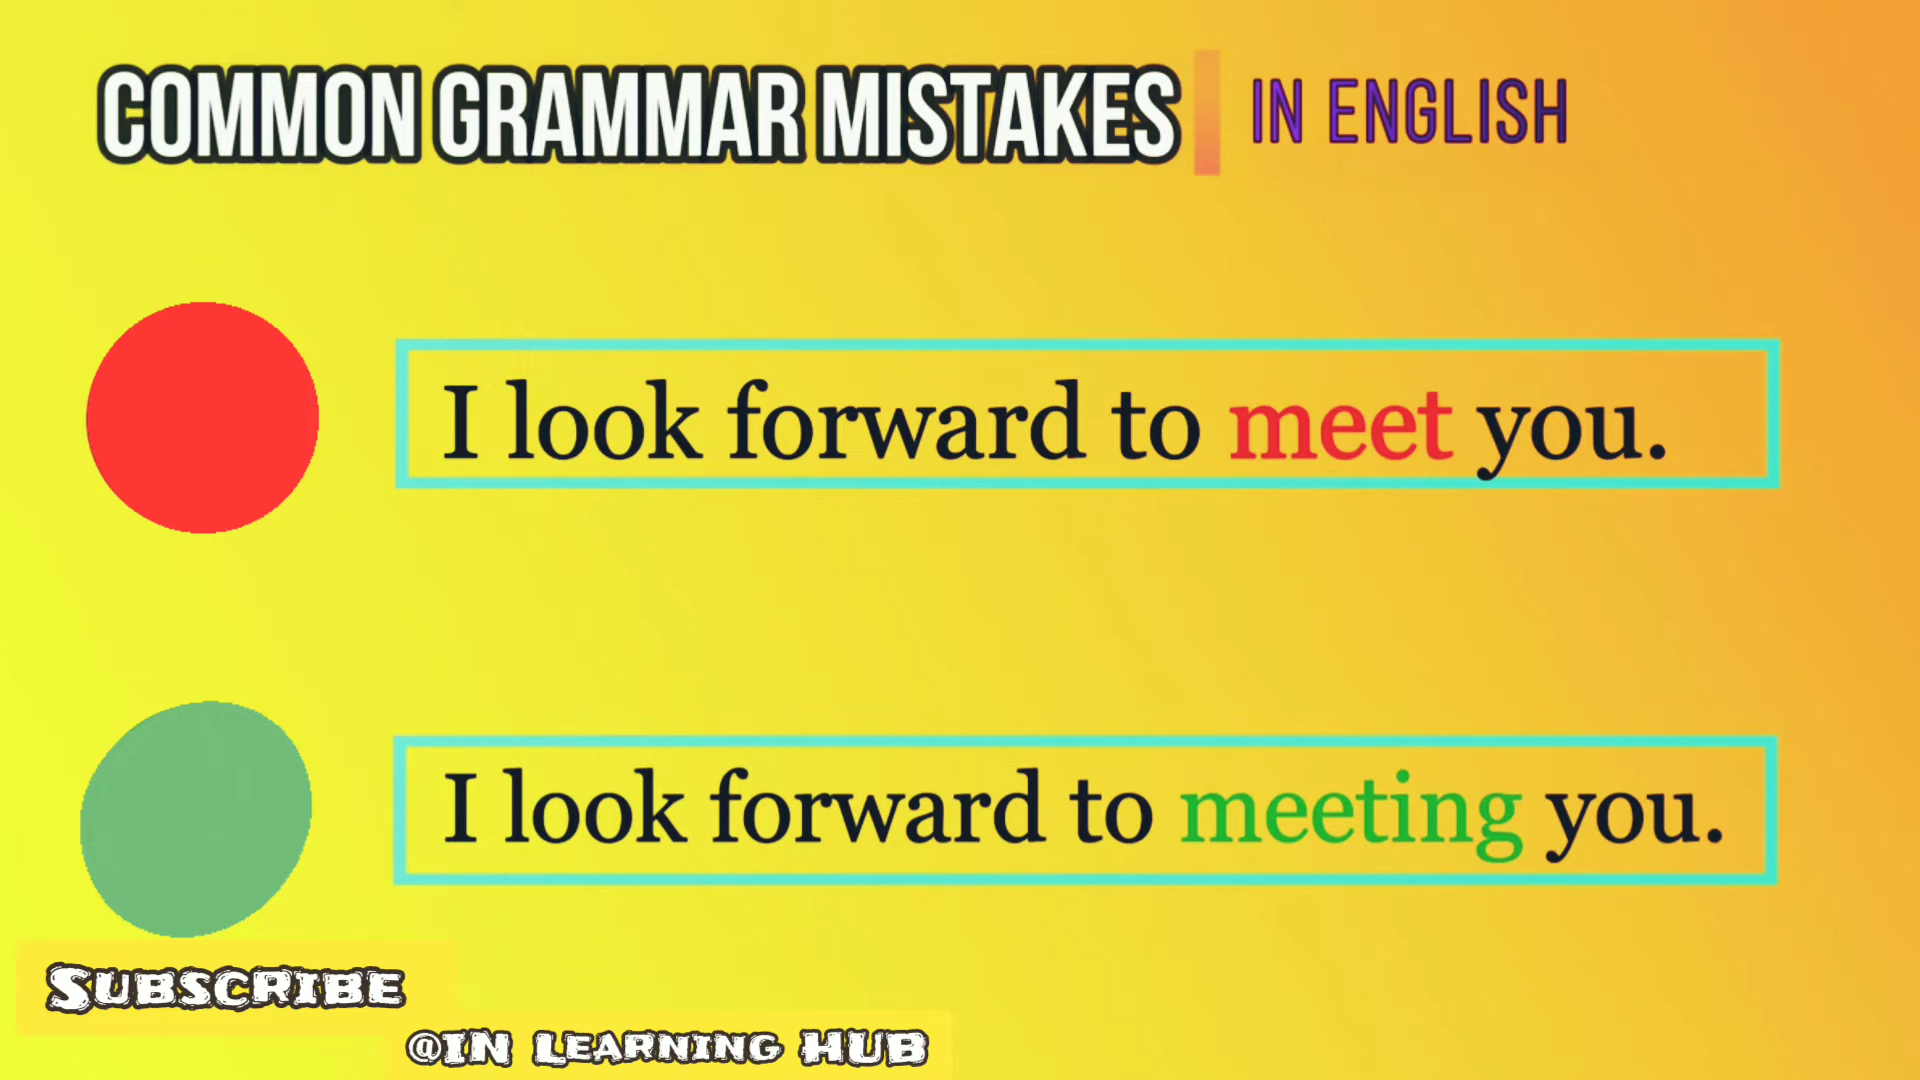 COMMON GRAMMAR MISTAKES IN ENGLISH
I look forward to meet you.
I look forward to meeting you.
SUBSCRIBE
@IN LEARNING HUB